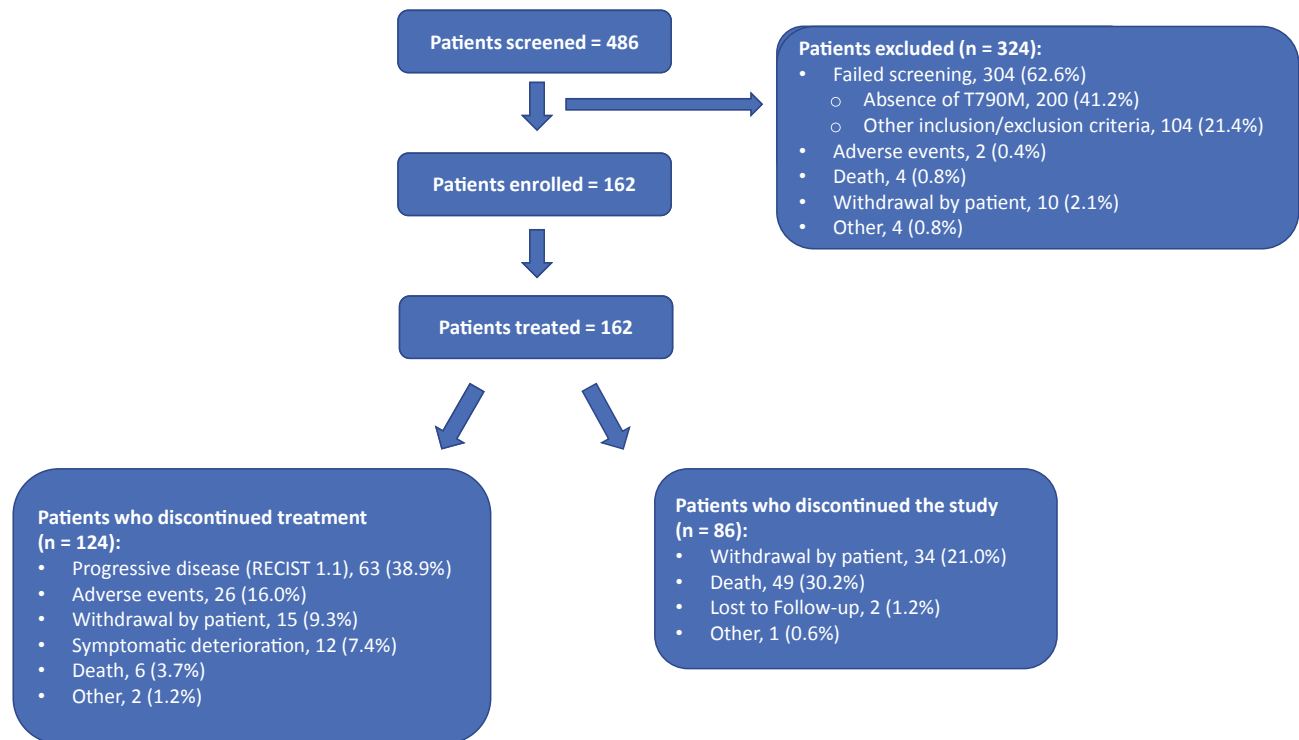 Patients screened = 486
Patients excluded (n = 324):
• Failed screening, 304 (62.6%)
o Absence of T790M, 200 (41.2%)
o Other inclusion/exclusion criteria, 104 (21.4%)
• Adverse events, 2 (0.4%)
• Death, 4 (0.8%)
• Withdrawal by patient, 10 (2.1%)
• Other, 4 (0.8%)
Patients enrolled = 162
Patients treated = 162
Patients who discontinued treatment
(n = 124):
• Progressive disease (RECIST 1.1), 63 (38.9%)
• Adverse events, 26 (16.0%)
• Withdrawal by patient, 15 (9.3%)
• Symptomatic deterioration, 12 (7.4%)
• Death, 6 (3.7%)
• Other, 2 (1.2%)
Patients who discontinued the study
(n = 86):
• Withdrawal by patient, 34 (21.0%)
• Death, 49 (30.2%)
• Lost to Follow-up, 2 (1.2%)
• Other, 1 (0.6%)